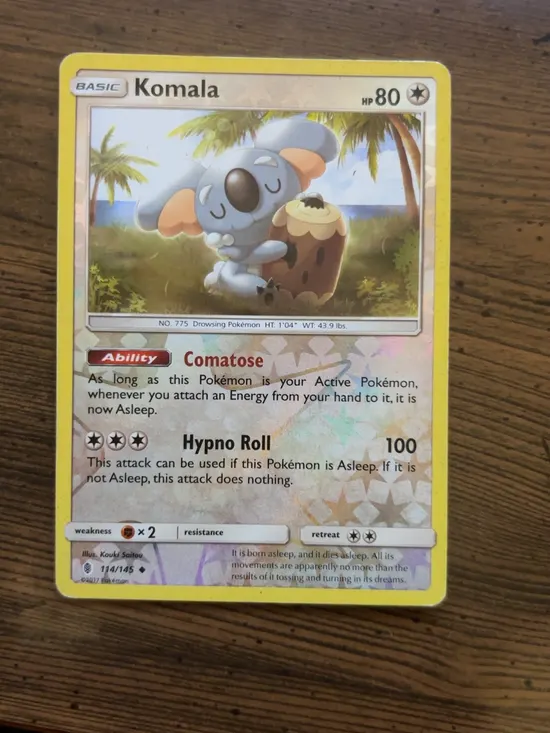 BASIC Komala HP 80
NO. 775 Drowsing Pokémon HT: 1'04" WT: 43.9 lbs.
Ability Comatose
As long as this Pokémon is your Active Pokémon,
whenever you attach an Energy from your hand to it, it is
now Asleep.
Hypno Roll 100
This attack can be used if this Pokémon is Asleep. If it is
not Asleep, this attack does nothing.
weakness ×2 resistance retreat
Illus. Kouki Saitou
114/145
©2017 Pokémon
It is born asleep, and it dies asleep. All its
movements are apparently no more than the
results of it tossing and turning in its dreams.